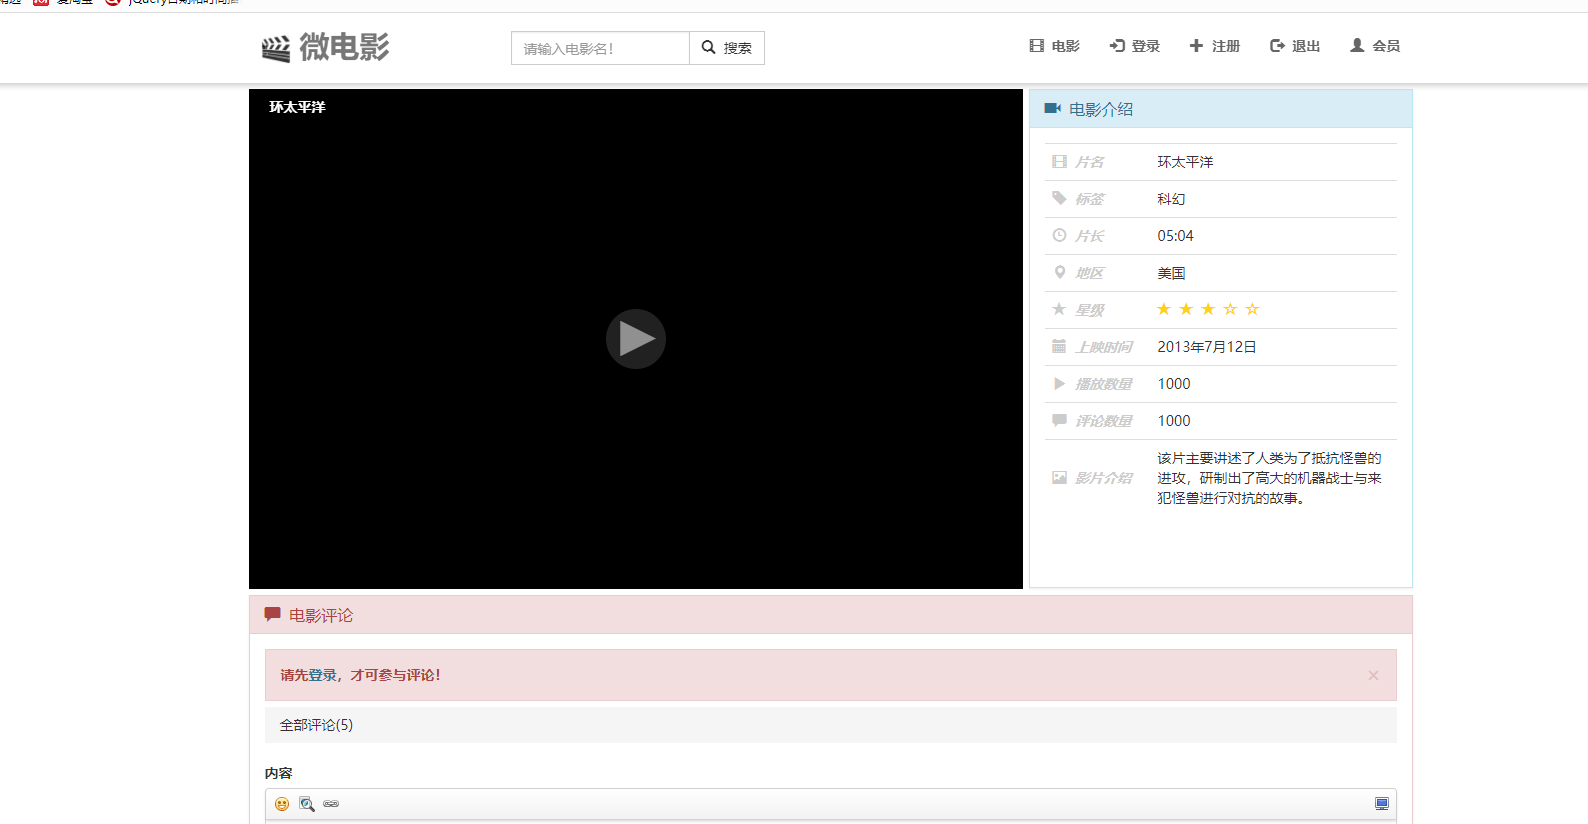 微电影
请输入电影名！
搜索
电影
登录
注册
退出
会员
环太平洋
电影介绍
片名 环太平洋
标签 科幻
片长 05:04
地区 美国
星级 ★ ★ ★ ☆ ☆
上映时间 2013年7月12日
播放数量 1000
评论数量 1000
影片介绍 该片主要讲述了人类为了抵抗怪兽的
进攻，研制出了高大的机器战士与来
犯怪兽进行对抗的故事。
电影评论
请先登录，才可参与评论！ ×
全部评论(5)
内容